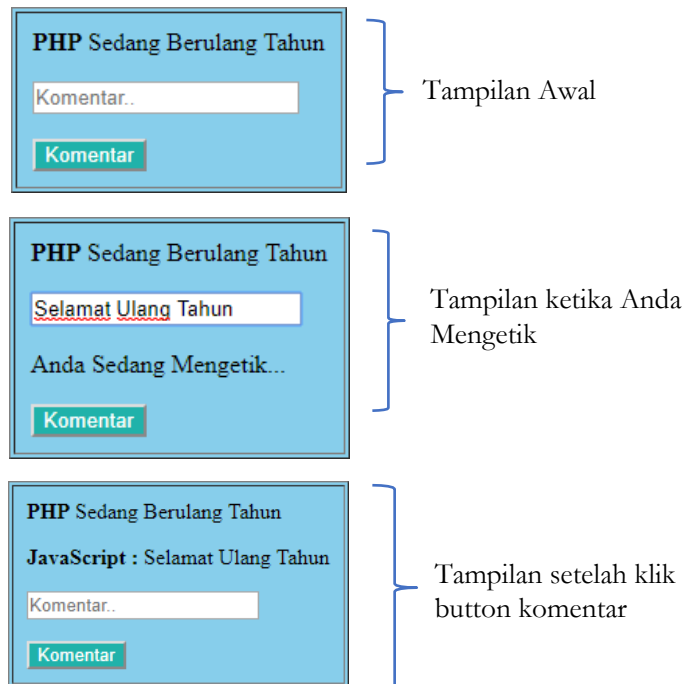 PHP Sedang Berulang Tahun
Komentar..
Komentar
Tampilan Awal
PHP Sedang Berulang Tahun
Selamat Ulang Tahun
Anda Sedang Mengetik...
Komentar
Tampilan ketika Anda
Mengetik
PHP Sedang Berulang Tahun
JavaScript : Selamat Ulang Tahun
Komentar..
Komentar
Tampilan setelah klik
button komentar